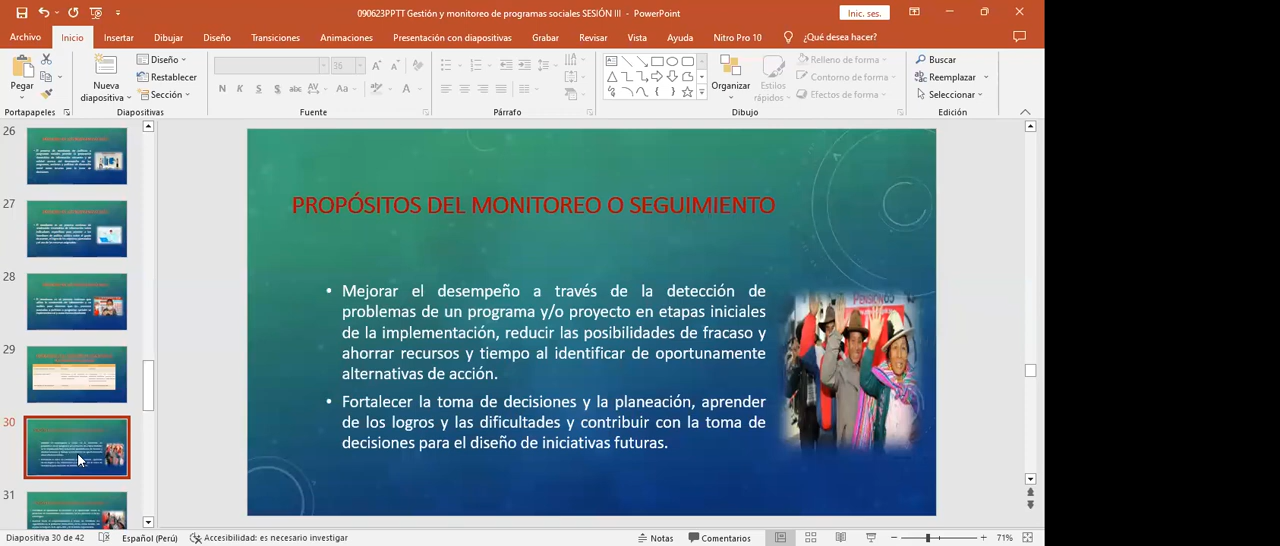 090623PPTT Gestión y monitoreo de programas sociales SESIÓN III - PowerPoint
Inic. ses.
Archivo Inicio Insertar Dibujar Diseño Transiciones Animaciones Presentación con diapositivas Grabar Revisar Vista Ayuda Nitro Pro 10 ¿Qué desea hacer?
Pegar
Nueva diapositiva
Diseño
Restablecer
Sección
36
N K S S abc AV Aa
Organizar
Estilos rápidos
Relleno de forma
Contorno de forma
Efectos de forma
Buscar
Reemplazar
Seleccionar
Portapapeles Diapositivas Fuente Párrafo Dibujo Edición
26
27
28
29
30
31
PROPÓSITOS DEL MONITOREO O SEGUIMIENTO
• Mejorar el desempeño a través de la detección de
problemas de un programa y/o proyecto en etapas iniciales
de la implementación, reducir las posibilidades de fracaso y
ahorrar recursos y tiempo al identificar de oportunamente
alternativas de acción.
• Fortalecer la toma de decisiones y la planeación, aprender
de los logros y las dificultades y contribuir con la toma de
decisiones para el diseño de iniciativas futuras.
Diapositiva 30 de 42 Español (Perú) Accesibilidad: es necesario investigar Notas Comentarios 71%